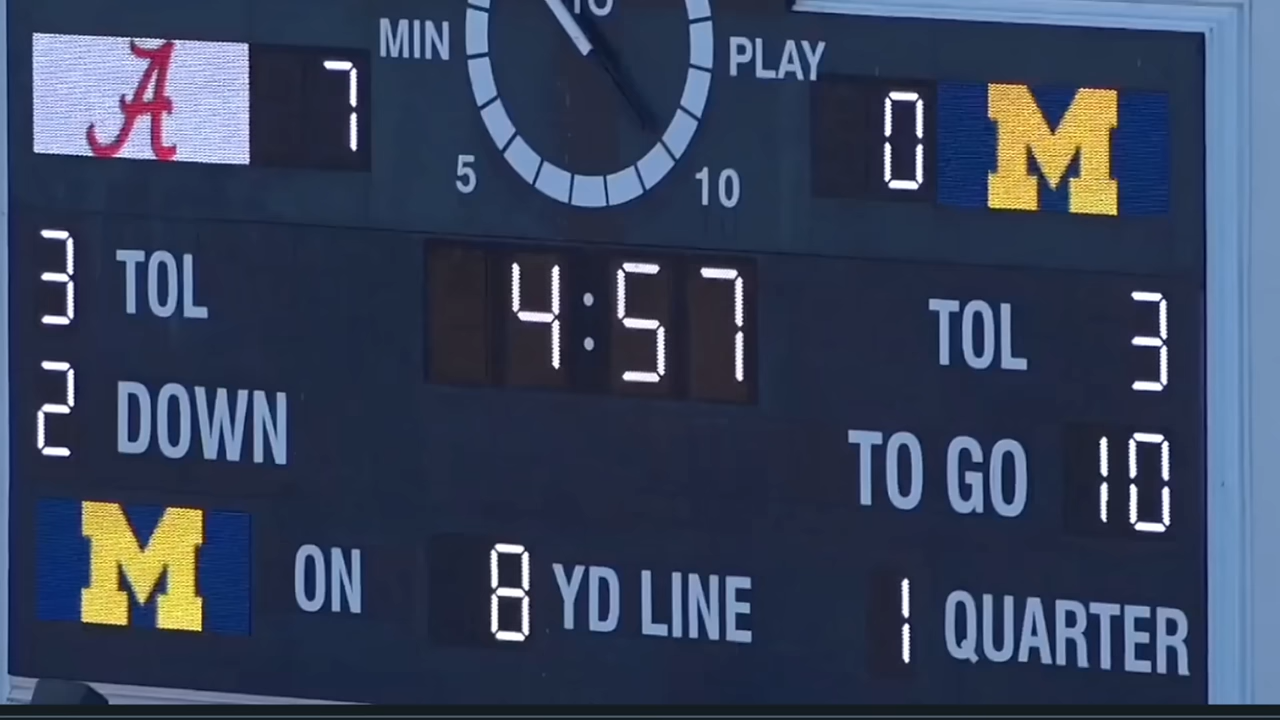 15
MIN PLAY
A 7 0 M
5 10
3 TOL 4:57 TOL 3
2 DOWN TO GO 10
M ON 8 YD LINE 1 QUARTER